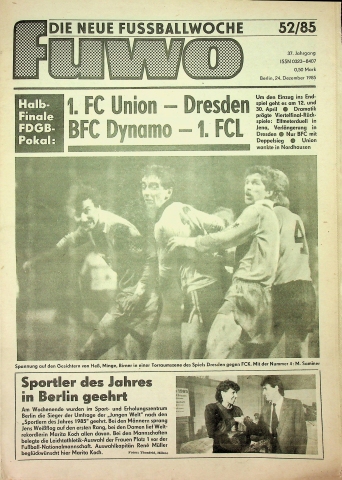 DIE NEUE FUSSBALLWOCHE
fuwo
52/85
37. Jahrgang
ISSN 0323-8407
0,50 Mark
Berlin, 24. Dezember 1985
Halb-
Finale
FDGB-
Pokal:
1. FC Union – Dresden
BFC Dynamo – 1. FCL
Um den Einzug ins End-
spiel geht es am 12. und
30. April ● Dramatik
prägte Viertelfinal-Rück-
spiele: Elfmeterduell in
Jena, Verlängerung in
Dresden ● Nur BFC mit
Doppelsieg ● Union
wankte in Nordhausen
Spannung auf den Gesichtern von Heß, Minge, Birner in einer Torraumszene des Spiels Dresden gegen FCK. Mit der Nummer 4: M.
Sportler des Jahres
in Berlin geehrt
Am Wochenende wurden im Sport- und Erholungszentrum
Berlin die Sieger der Umfrage der „Jungen Welt" nach den
„Sportlern des Jahres 1985" geehrt. Bei den Männern sprang
Jens Weißflog auf den ersten Rang, bei den Damen lief Welt-
rekordlerin Marita Koch allen davon. Bei den Mannschaften
belegte die Leichtathletik-Auswahl der Frauen Platz 1 vor der
Fußball-Nationalmannschaft. Auswahlkapitän René Müller
beglückwünscht hier Marita Koch.